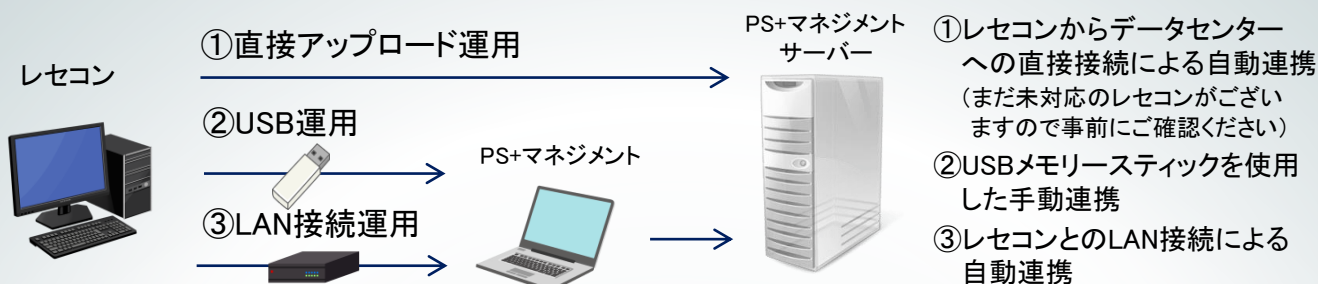 レセコン
①直接アップロード運用
②USB運用
③LAN接続運用
PS+マネジメント
PS+マネジメント
サーバー
①レセコンからデータセンター
への直接接続による自動連携
（まだ未対応のレセコンがござい
ますので事前にご確認ください）
②USBメモリースティックを使用
した手動連携
③レセコンとのLAN接続による
自動連携